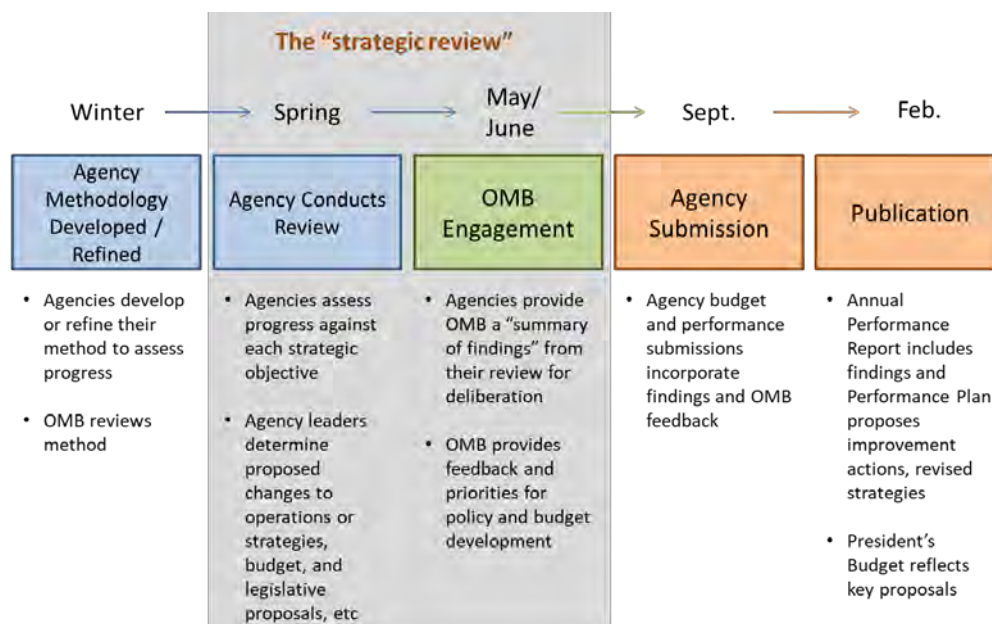 The “strategic review”
Winter
Spring
May/
June
Sept.
Feb.
Agency
Methodology
Developed /
Refined
Agency Conducts
Review
OMB
Engagement
Agency
Submission
Publication
• Agencies develop
or refine their
method to assess
progress
• OMB reviews
method
• Agencies assess
progress against
each strategic
objective
• Agency leaders
determine
proposed
changes to
operations or
strategies,
budget, and
legislative
proposals, etc
• Agencies provide
OMB a “summary
of findings” from
their review for
deliberation
• OMB provides
feedback and
priorities for
policy and budget
development
• Agency budget
and performance
submissions
incorporate
findings and OMB
feedback
• Annual
Performance
Report includes
findings and
Performance Plan
proposes
improvement
actions, revised
strategies
• President’s
Budget reflects
key proposals